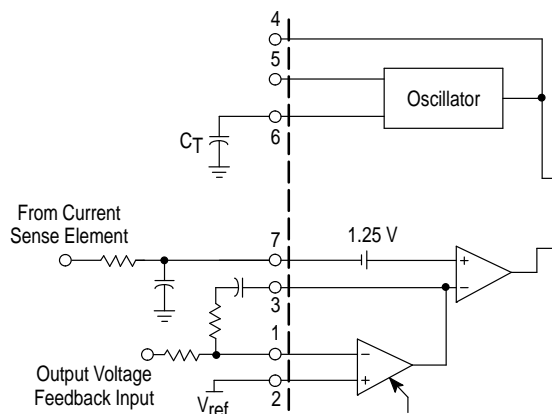 4
5
Oscillator
6
CT
From Current
Sense Element
7
1.25 V
+
−
3
1
−
Output Voltage
Feedback Input
Vref
2
+